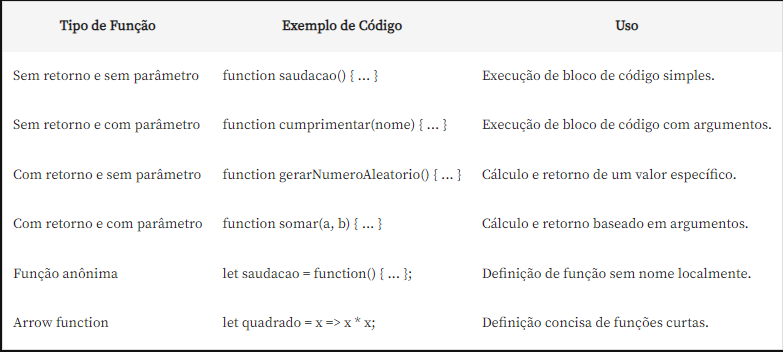 Tipo de Função Exemplo de Código Uso
Sem retorno e sem parâmetro function saudacao() { ... } Execução de bloco de código simples.
Sem retorno e com parâmetro function cumprimentar(nome) { ... } Execução de bloco de código com argumentos.
Com retorno e sem parâmetro function gerarNumeroAleatorio() { ... } Cálculo e retorno de um valor específico.
Com retorno e com parâmetro function somar(a, b) { ... } Cálculo e retorno baseado em argumentos.
Função anônima let saudacao = function() { ... }; Definição de função sem nome localmente.
Arrow function let quadrado = x => x * x; Definição concisa de funções curtas.